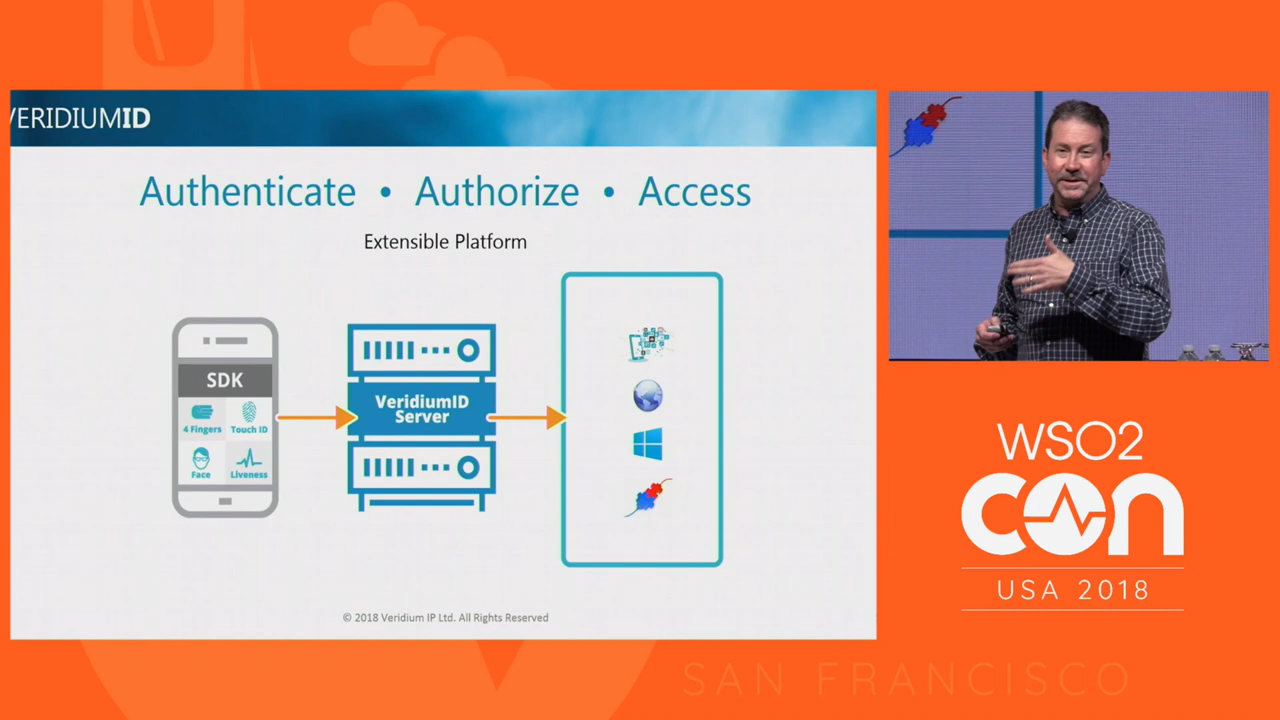 VERIDIUMID
Authenticate • Authorize • Access
Extensible Platform
SDK
4 Fingers
Touch ID
Face
Liveness
VeridiumID
Server
© 2018 Veridium IP Ltd. All Rights Reserved
WSO2
CON
USA 2018
SAN FRANCISCO